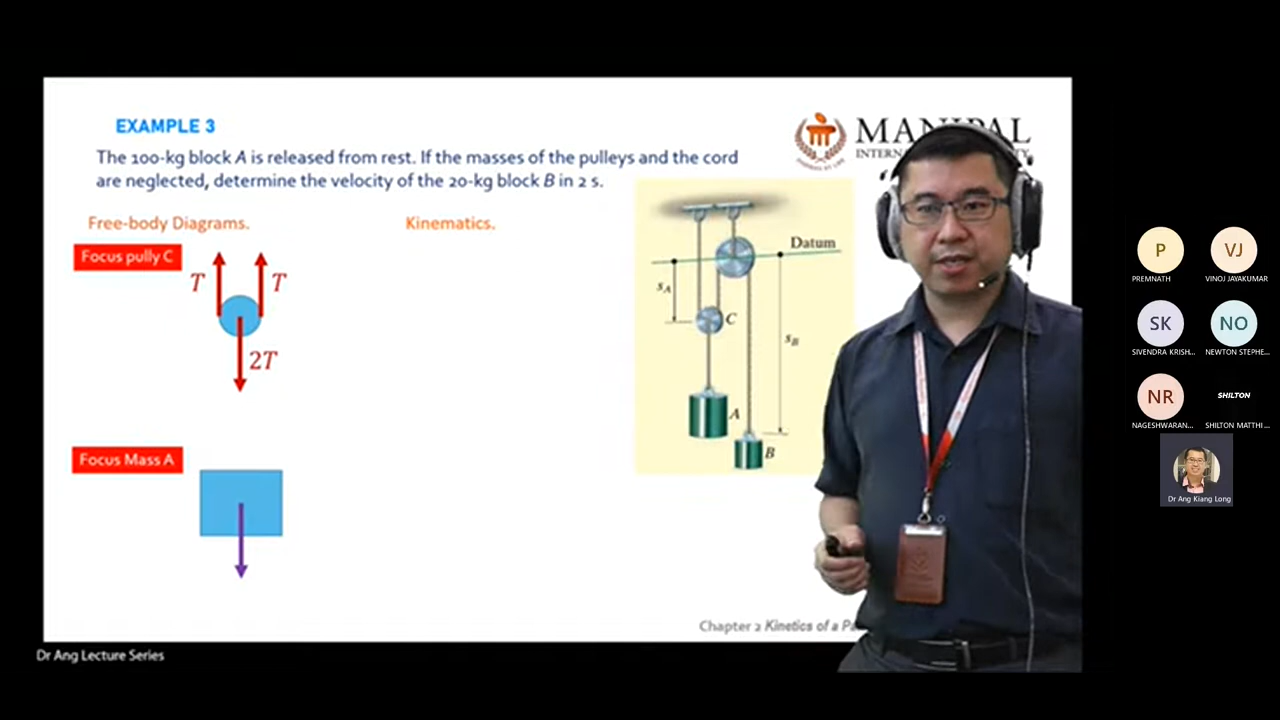 EXAMPLE 3
MANIPAL
The 100-kg block A is released from rest. If the masses of the pulleys and the cord
are neglected, determine the velocity of the 20-kg block B in 2 s.
Free-body Diagrams.
Kinematics.
Focus pully C
T
T
2T
Focus Mass A
Datum
sA
C
sB
A
B
Chapter 2 Kinetics of a
Dr Ang Lecture Series
P
VJ
PREMNATH
VINOJ JAYAKUMAR
SK
NO
SIVENDRA KRISH...
NEWTON STEPHE...
NR
SHILTON
NAGESHWARAN...
SHILTON MATTHI...
Dr Ang Kiang Long